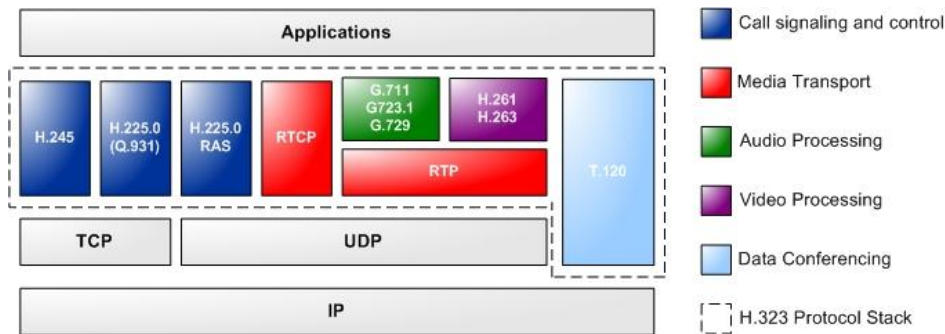 Applications
H.245
H.225.0
(Q.931)
H.225.0
RAS
RTCP
G.711
G723.1
G.729
H.261
H.263
RTP
T.120
TCP
UDP
IP
Call signaling and control
Media Transport
Audio Processing
Video Processing
Data Conferencing
H.323 Protocol Stack